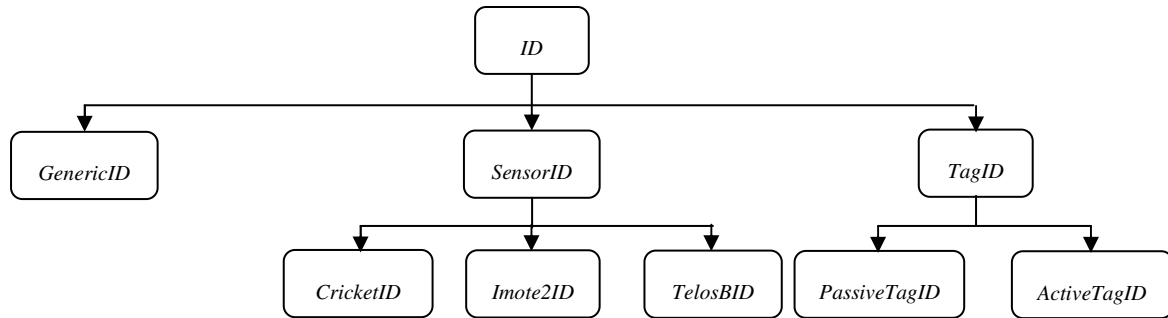 ID
GenericID
SensorID
TagID
CricketID
Imote2ID
TelosBID
PassiveTagID
ActiveTagID